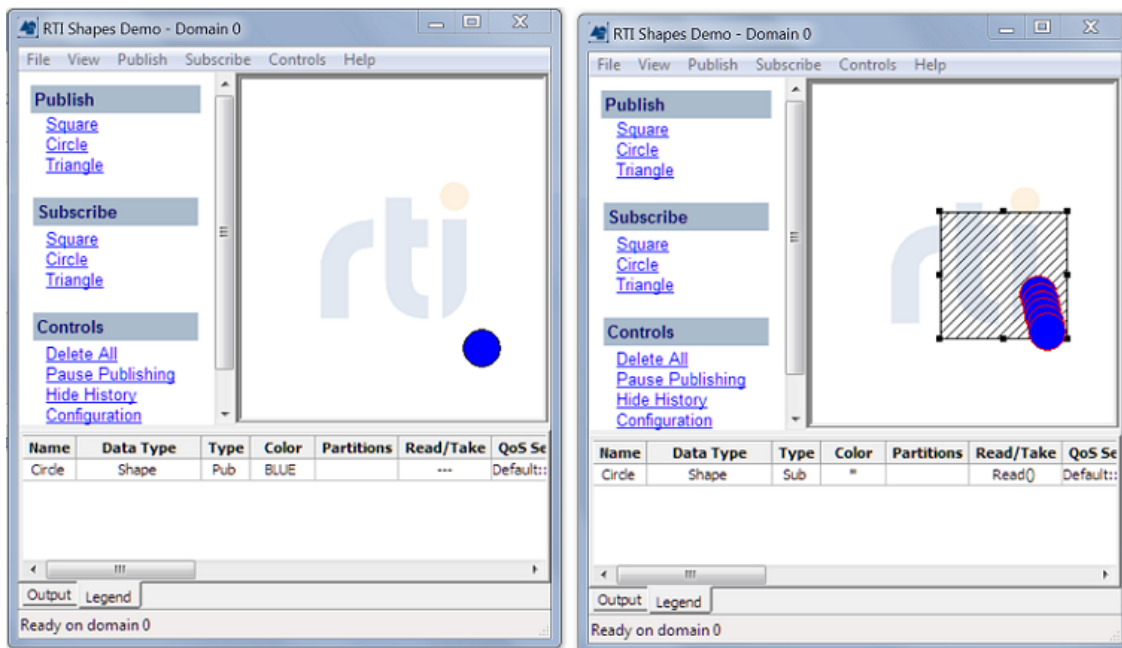 RTI Shapes Demo - Domain 0
File View Publish Subscribe Controls Help
Publish
Square
Circle
Triangle
Subscribe
Square
Circle
Triangle
Controls
Delete All
Pause Publishing
Hide History
Configuration
rti
Name Data Type Type Color Partitions Read/Take QoS Se
Circle Shape Pub BLUE --- Default::
Output Legend
Ready on domain 0
RTI Shapes Demo - Domain 0
File View Publish Subscribe Controls Help
Publish
Square
Circle
Triangle
Subscribe
Square
Circle
Triangle
Controls
Delete All
Pause Publishing
Hide History
Configuration
rti
Name Data Type Type Color Partitions Read/Take QoS Se
Circle Shape Sub * Read() Default::
Output Legend
Ready on domain 0